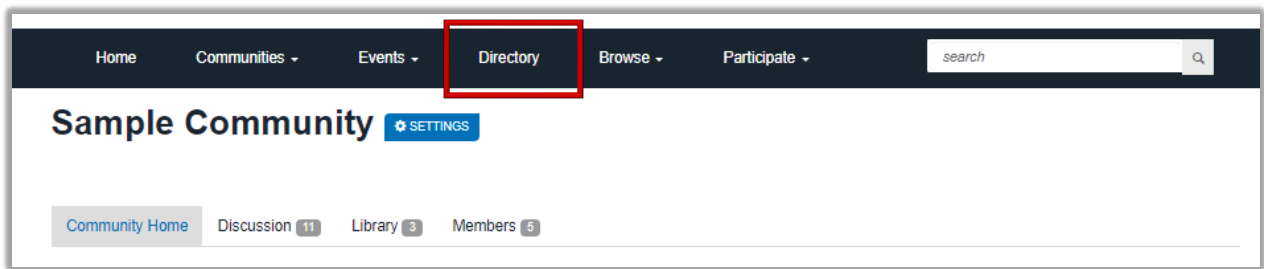 Home Communities Events Directory Browse Participate search
Sample Community SETTINGS
Community Home Discussion 11 Library 3 Members 5